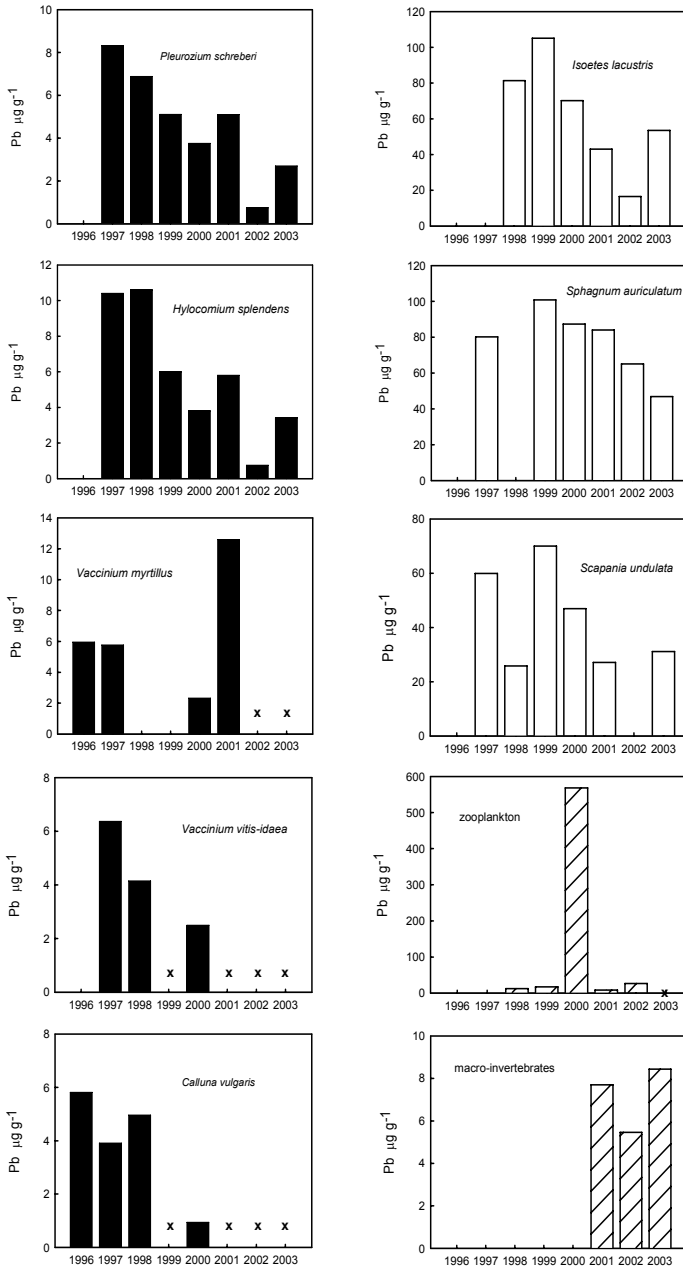 10
8
6
4
2
0
Pb µg g-1
Pleurozium schreberi
1996 1997 1998 1999 2000 2001 2002 2003
120
100
80
60
40
20
0
Pb µg g-1
Isoetes lacustris
1996 1997 1998 1999 2000 2001 2002 2003
12
10
8
6
4
2
0
Pb µg g-1
Hylocomium splendens
1996 1997 1998 1999 2000 2001 2002 2003
120
100
80
60
40
20
0
Pb µg g-1
Sphagnum auriculatum
1996 1997 1998 1999 2000 2001 2002 2003
14
12
10
8
6
4
2
0
Pb µg g-1
Vaccinium myrtillus
x x
1996 1997 1998 1999 2000 2001 2002 2003
80
60
40
20
0
Pb µg g-1
Scapania undulata
1996 1997 1998 1999 2000 2001 2002 2003
8
6
4
2
0
Pb µg g-1
Vaccinium vitis-idaea
x x x x
1996 1997 1998 1999 2000 2001 2002 2003
600
500
400
300
200
100
0
Pb µg g-1
zooplankton
x
1996 1997 1998 1999 2000 2001 2002 2003
8
6
4
2
0
Pb µg g-1
Calluna vulgaris
x x x x
1996 1997 1998 1999 2000 2001 2002 2003
10
8
6
4
2
0
Pb µg g-1
macro-invertebrates
1996 1997 1998 1999 2000 2001 2002 2003